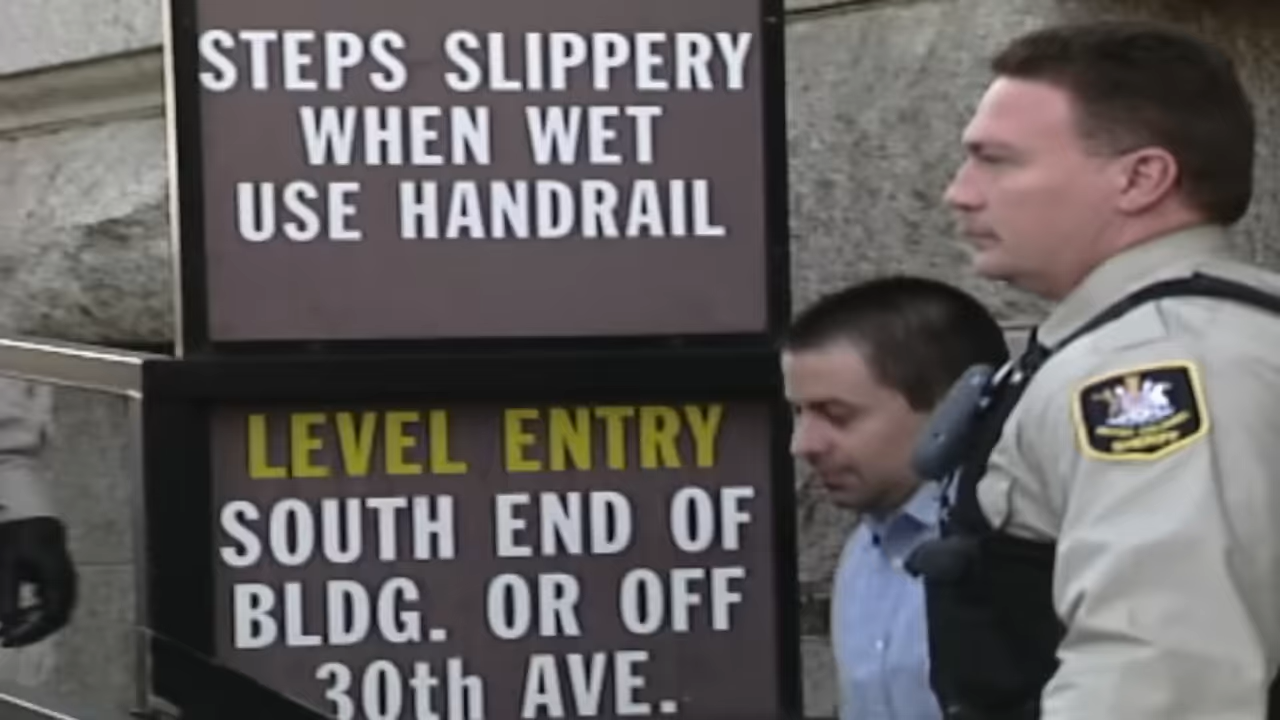 STEPS SLIPPERY
WHEN WET
USE HANDRAIL
LEVEL ENTRY
SOUTH END OF
BLDG. OR OFF
30th AVE.